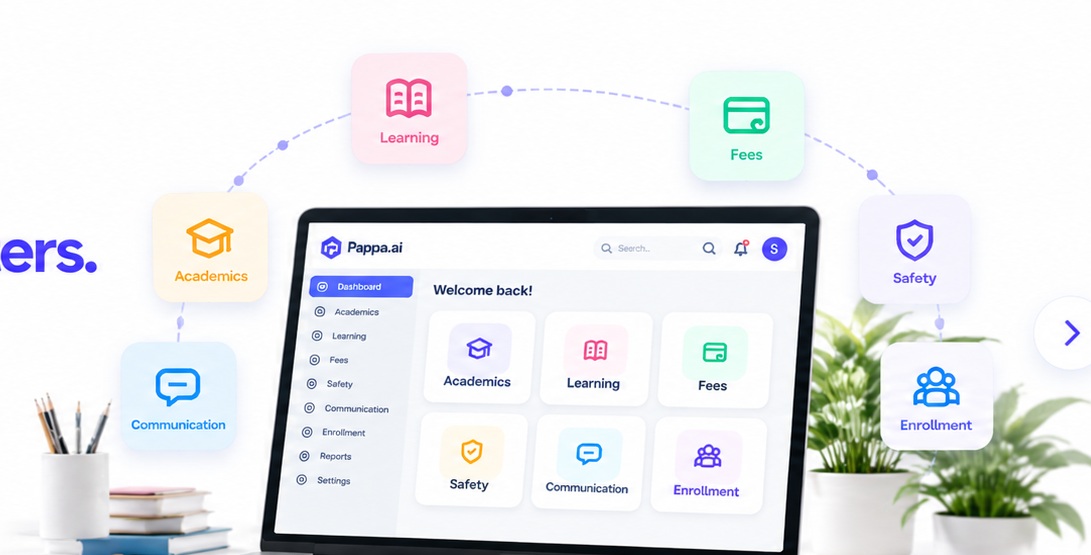 Learning
Fees
Academics
Safety
Communication
Enrollment
Pappa.ai
Search..
S
Dashboard
Academics
Learning
Fees
Safety
Communication
Enrollment
Reports
Settings
Welcome back!
Academics
Learning
Fees
Safety
Communication
Enrollment